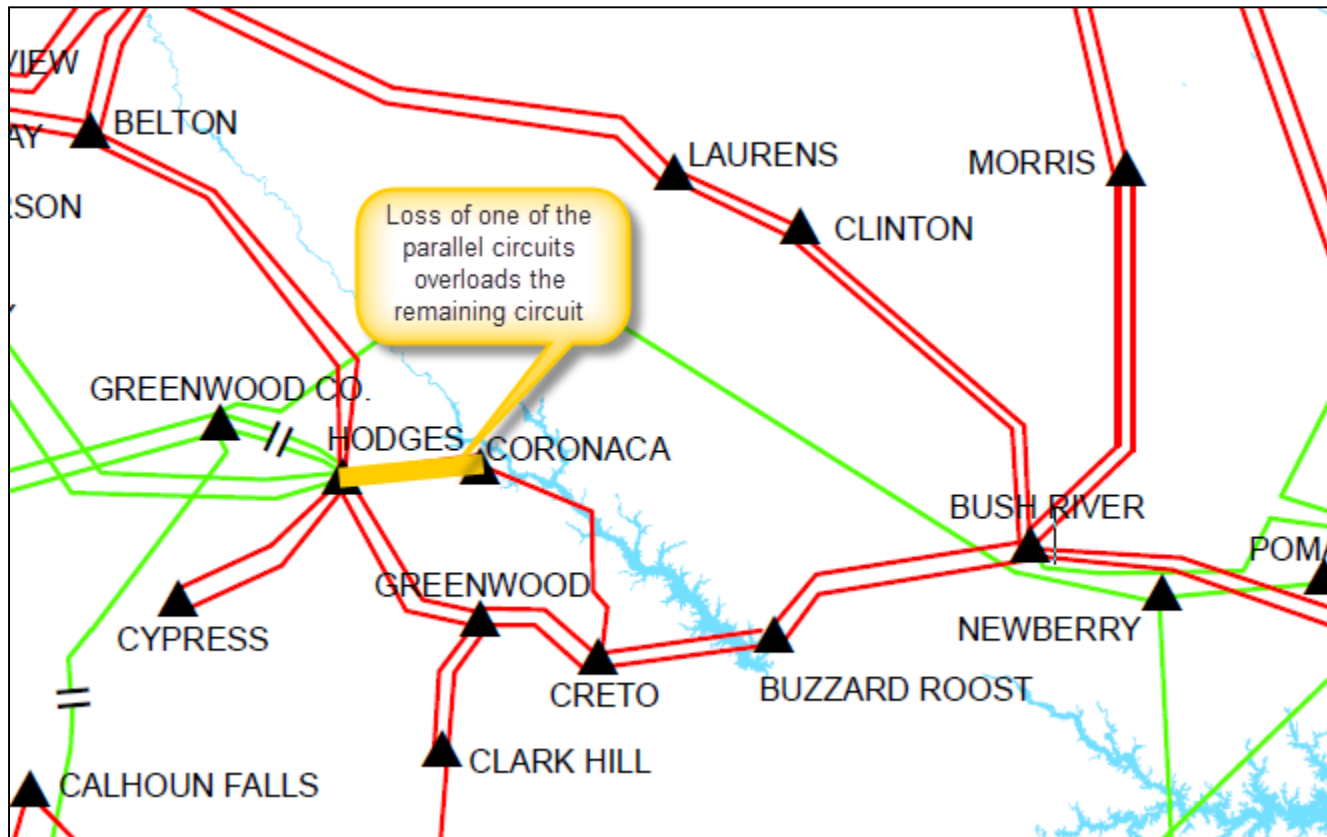 VIEW
BELTON
AY
RSON
LAURENS
MORRIS
CLINTON
Loss of one of the
parallel circuits
overloads the
remaining circuit
GREENWOOD CO.
HODGES
CORONACA
BUSH RIVER
POMA
GREENWOOD
CYPRESS
NEWBERRY
CRETO
BUZZARD ROOST
CLARK HILL
CALHOUN FALLS